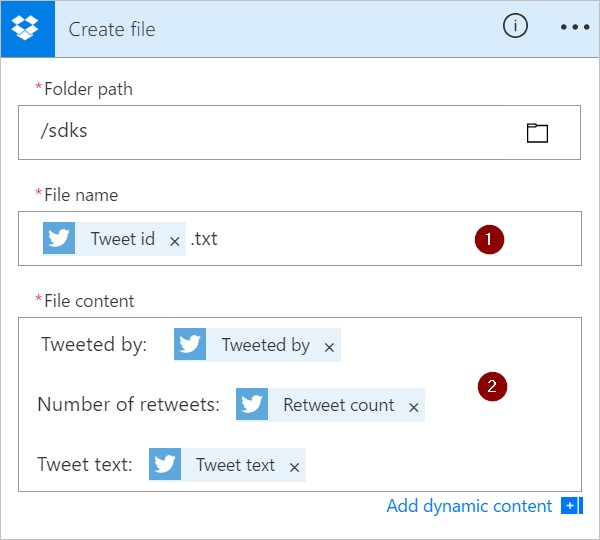 Create file
*Folder path
/sdks
*File name
Tweet id × .txt
1
*File content
Tweeted by: Tweeted by ×
2
Number of retweets: Retweet count ×
Tweet text: Tweet text ×
Add dynamic content